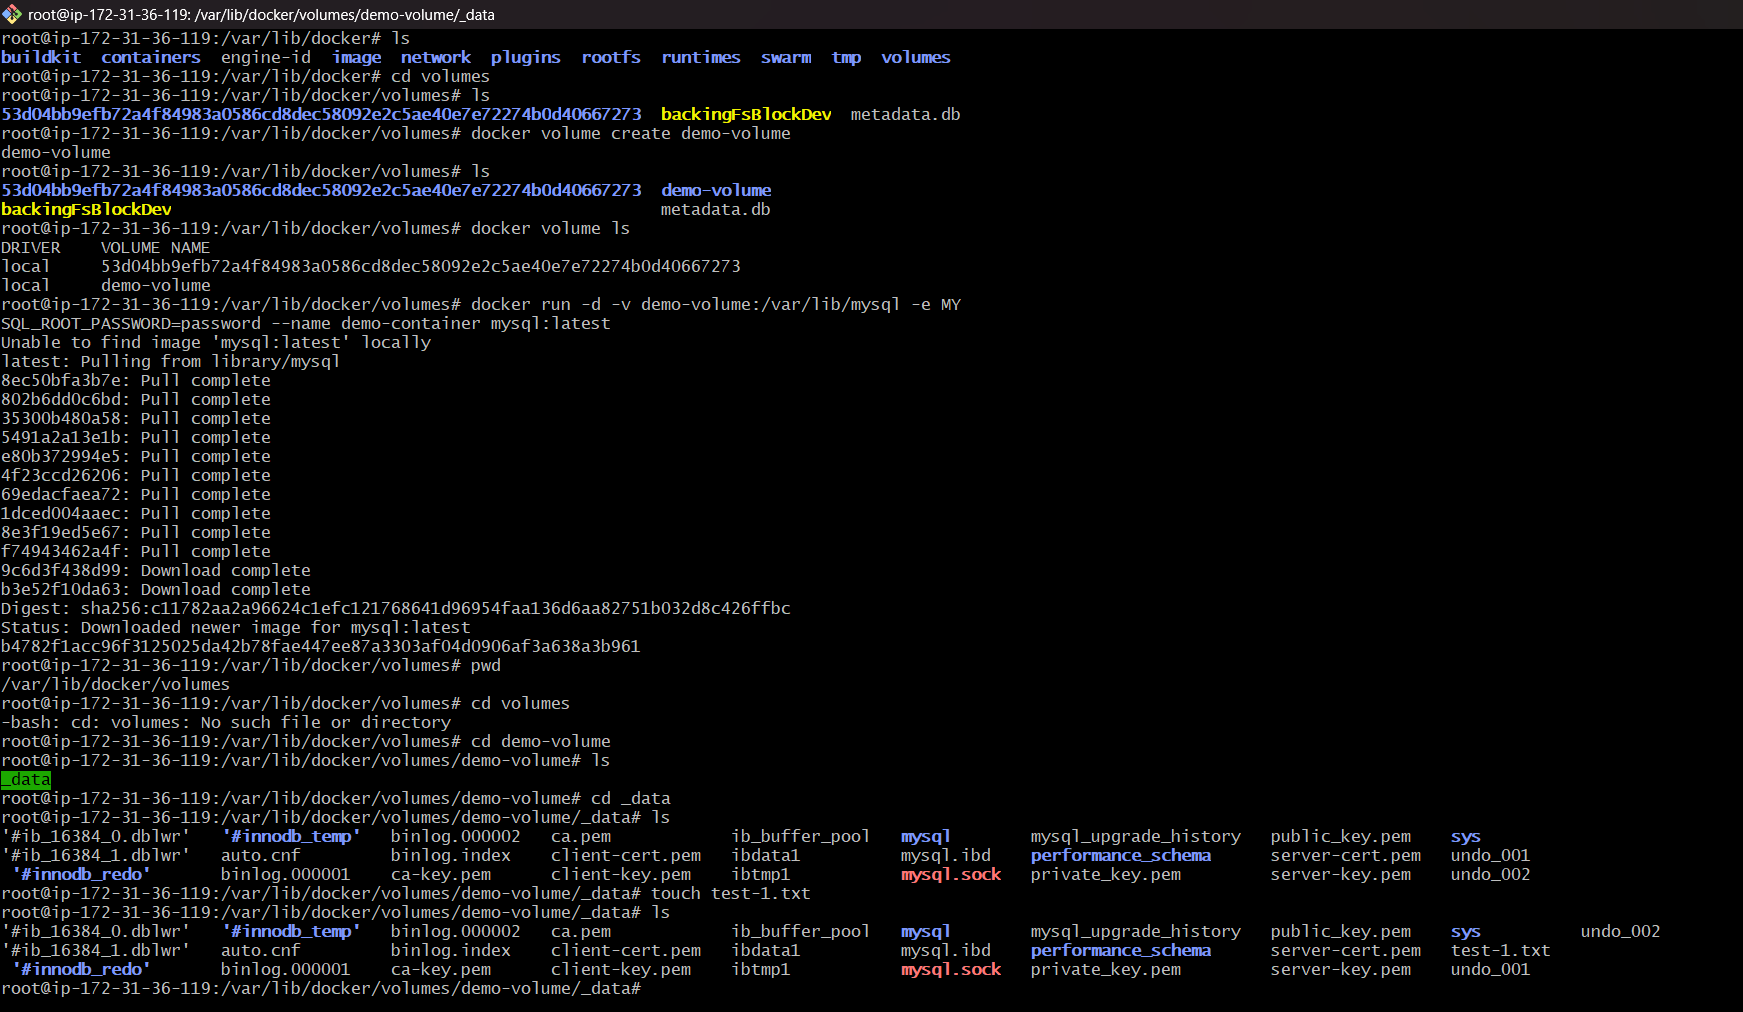 root@ip-172-31-36-119: /var/lib/docker/volumes/demo-volume/_data
root@ip-172-31-36-119:/var/lib/docker# ls
buildkit  containers  engine-id  image  network  plugins  rootfs  runtimes  swarm  tmp  volumes
root@ip-172-31-36-119:/var/lib/docker# cd volumes
root@ip-172-31-36-119:/var/lib/docker/volumes# ls
53d04bb9efb72a4f84983a0586cd8dec58092e2c5ae40e7e72274b0d40667273  backingFsBlockDev  metadata.db
root@ip-172-31-36-119:/var/lib/docker/volumes# docker volume create demo-volume
demo-volume
root@ip-172-31-36-119:/var/lib/docker/volumes# ls
53d04bb9efb72a4f84983a0586cd8dec58092e2c5ae40e7e72274b0d40667273  demo-volume
backingFsBlockDev                                                 metadata.db
root@ip-172-31-36-119:/var/lib/docker/volumes# docker volume ls
DRIVER    VOLUME NAME
local     53d04bb9efb72a4f84983a0586cd8dec58092e2c5ae40e7e72274b0d40667273
local     demo-volume
root@ip-172-31-36-119:/var/lib/docker/volumes# docker run -d -v demo-volume:/var/lib/mysql -e MY
SQL_ROOT_PASSWORD=password --name demo-container mysql:latest
Unable to find image 'mysql:latest' locally
latest: Pulling from library/mysql
8ec50bfa3b7e: Pull complete
802b6dd0c6bd: Pull complete
35300b480a58: Pull complete
5491a2a13e1b: Pull complete
e80b372994e5: Pull complete
4f23ccd26206: Pull complete
69edacfaea72: Pull complete
1dced004aaec: Pull complete
8e3f19ed5e67: Pull complete
f74943462a4f: Pull complete
9c6d3f438d99: Download complete
b3e52f10da63: Download complete
Digest: sha256:c11782aa2a96624c1efc121768641d96954faa136d6aa82751b032d8c426ffbc
Status: Downloaded newer image for mysql:latest
b4782f1acc96f3125025da42b78fae447ee87a3303af04d0906af3a638a3b961
root@ip-172-31-36-119:/var/lib/docker/volumes# pwd
/var/lib/docker/volumes
root@ip-172-31-36-119:/var/lib/docker/volumes# cd volumes
-bash: cd: volumes: No such file or directory
root@ip-172-31-36-119:/var/lib/docker/volumes# cd demo-volume
root@ip-172-31-36-119:/var/lib/docker/volumes/demo-volume# ls
_data
root@ip-172-31-36-119:/var/lib/docker/volumes/demo-volume# cd _data
root@ip-172-31-36-119:/var/lib/docker/volumes/demo-volume/_data# ls
'#ib_16384_0.dblwr'   '#innodb_temp'   binlog.000002   ca.pem            ib_buffer_pool   mysql        mysql_upgrade_history   public_key.pem    sys
'#ib_16384_1.dblwr'   auto.cnf         binlog.index    client-cert.pem   ibdata1          mysql.ibd    performance_schema      server-cert.pem   undo_001
'#innodb_redo'       binlog.000001    ca-key.pem      client-key.pem    ibtmp1           mysql.sock   private_key.pem         server-key.pem    undo_002
root@ip-172-31-36-119:/var/lib/docker/volumes/demo-volume/_data# touch test-1.txt
root@ip-172-31-36-119:/var/lib/docker/volumes/demo-volume/_data# ls
'#ib_16384_0.dblwr'   '#innodb_temp'   binlog.000002   ca.pem            ib_buffer_pool   mysql        mysql_upgrade_history   public_key.pem    sys          undo_002
'#ib_16384_1.dblwr'   auto.cnf         binlog.index    client-cert.pem   ibdata1          mysql.ibd    performance_schema      server-cert.pem   test-1.txt
'#innodb_redo'       binlog.000001    ca-key.pem      client-key.pem    ibtmp1           mysql.sock   private_key.pem         server-key.pem    undo_001
root@ip-172-31-36-119:/var/lib/docker/volumes/demo-volume/_data#